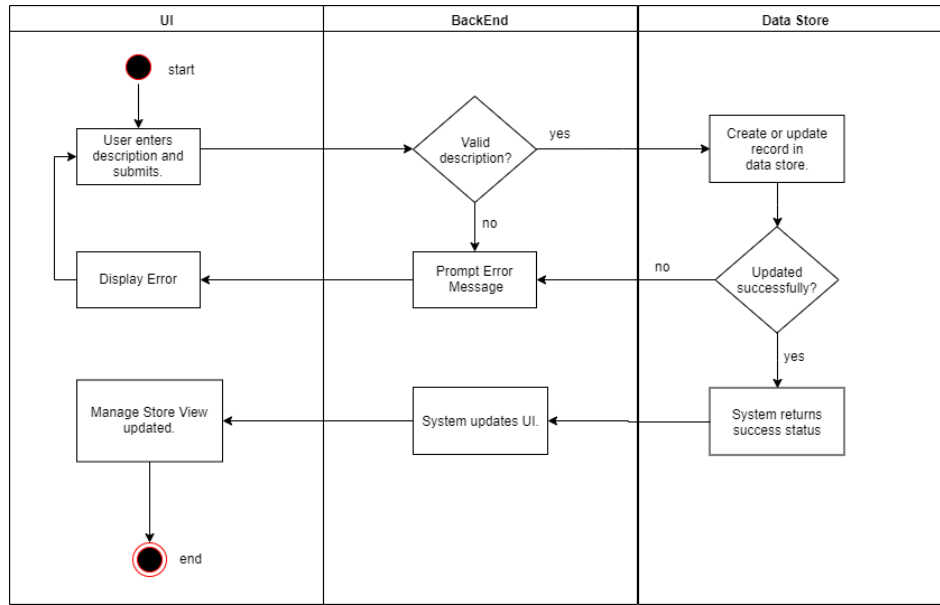 UI
BackEnd
Data Store
start
User enters
description and
submits.
Valid
description?
yes
Create or update
record in
data store.
no
Display Error
Prompt Error
Message
no
Updated
successfully?
yes
Manage Store View
updated.
System updates UI.
System returns
success status
end